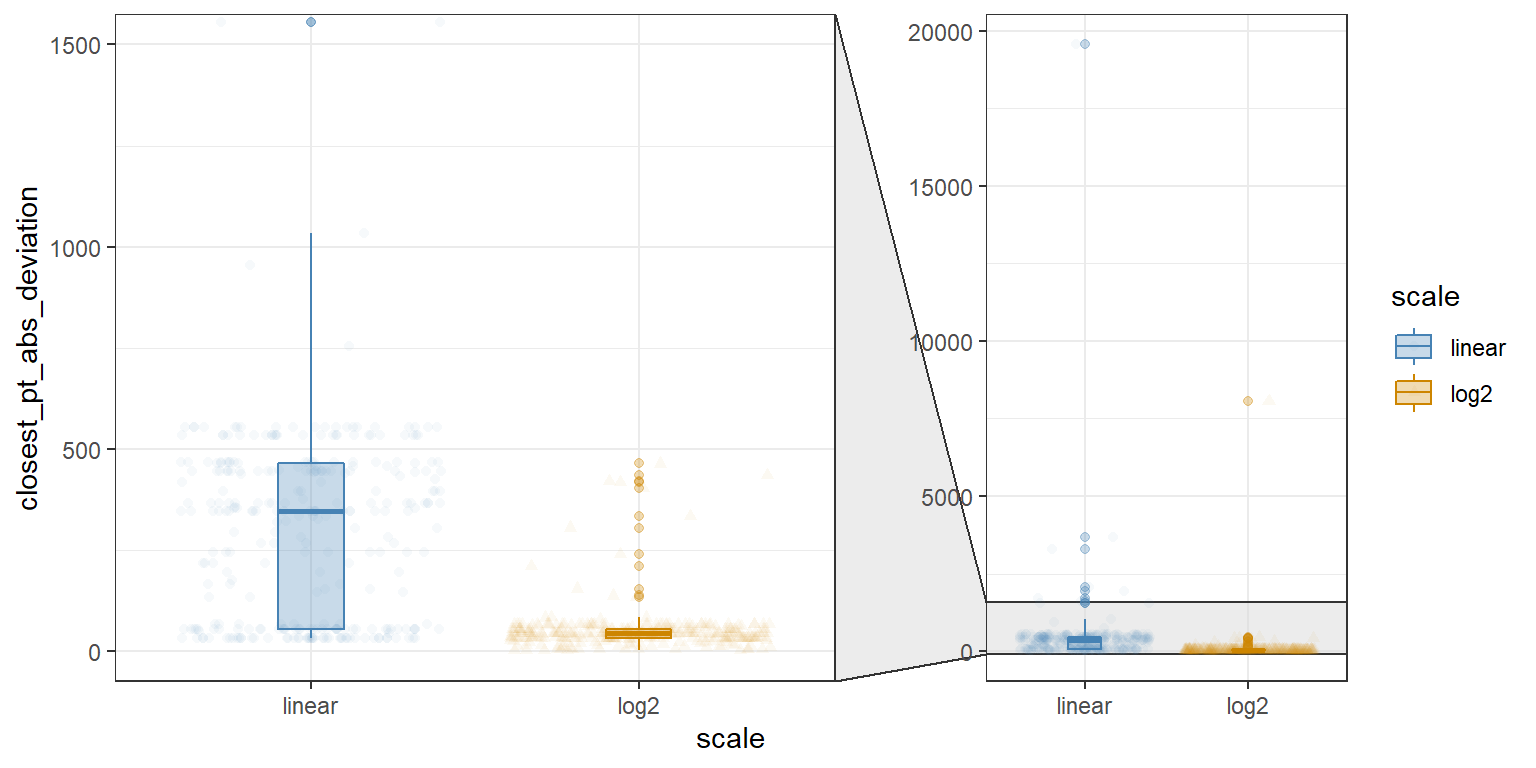 closest_pt_abs_deviation
1500
1000
500
0
linear
log2
20000
15000
10000
5000
0
linear
log2
scale
scale
linear
log2